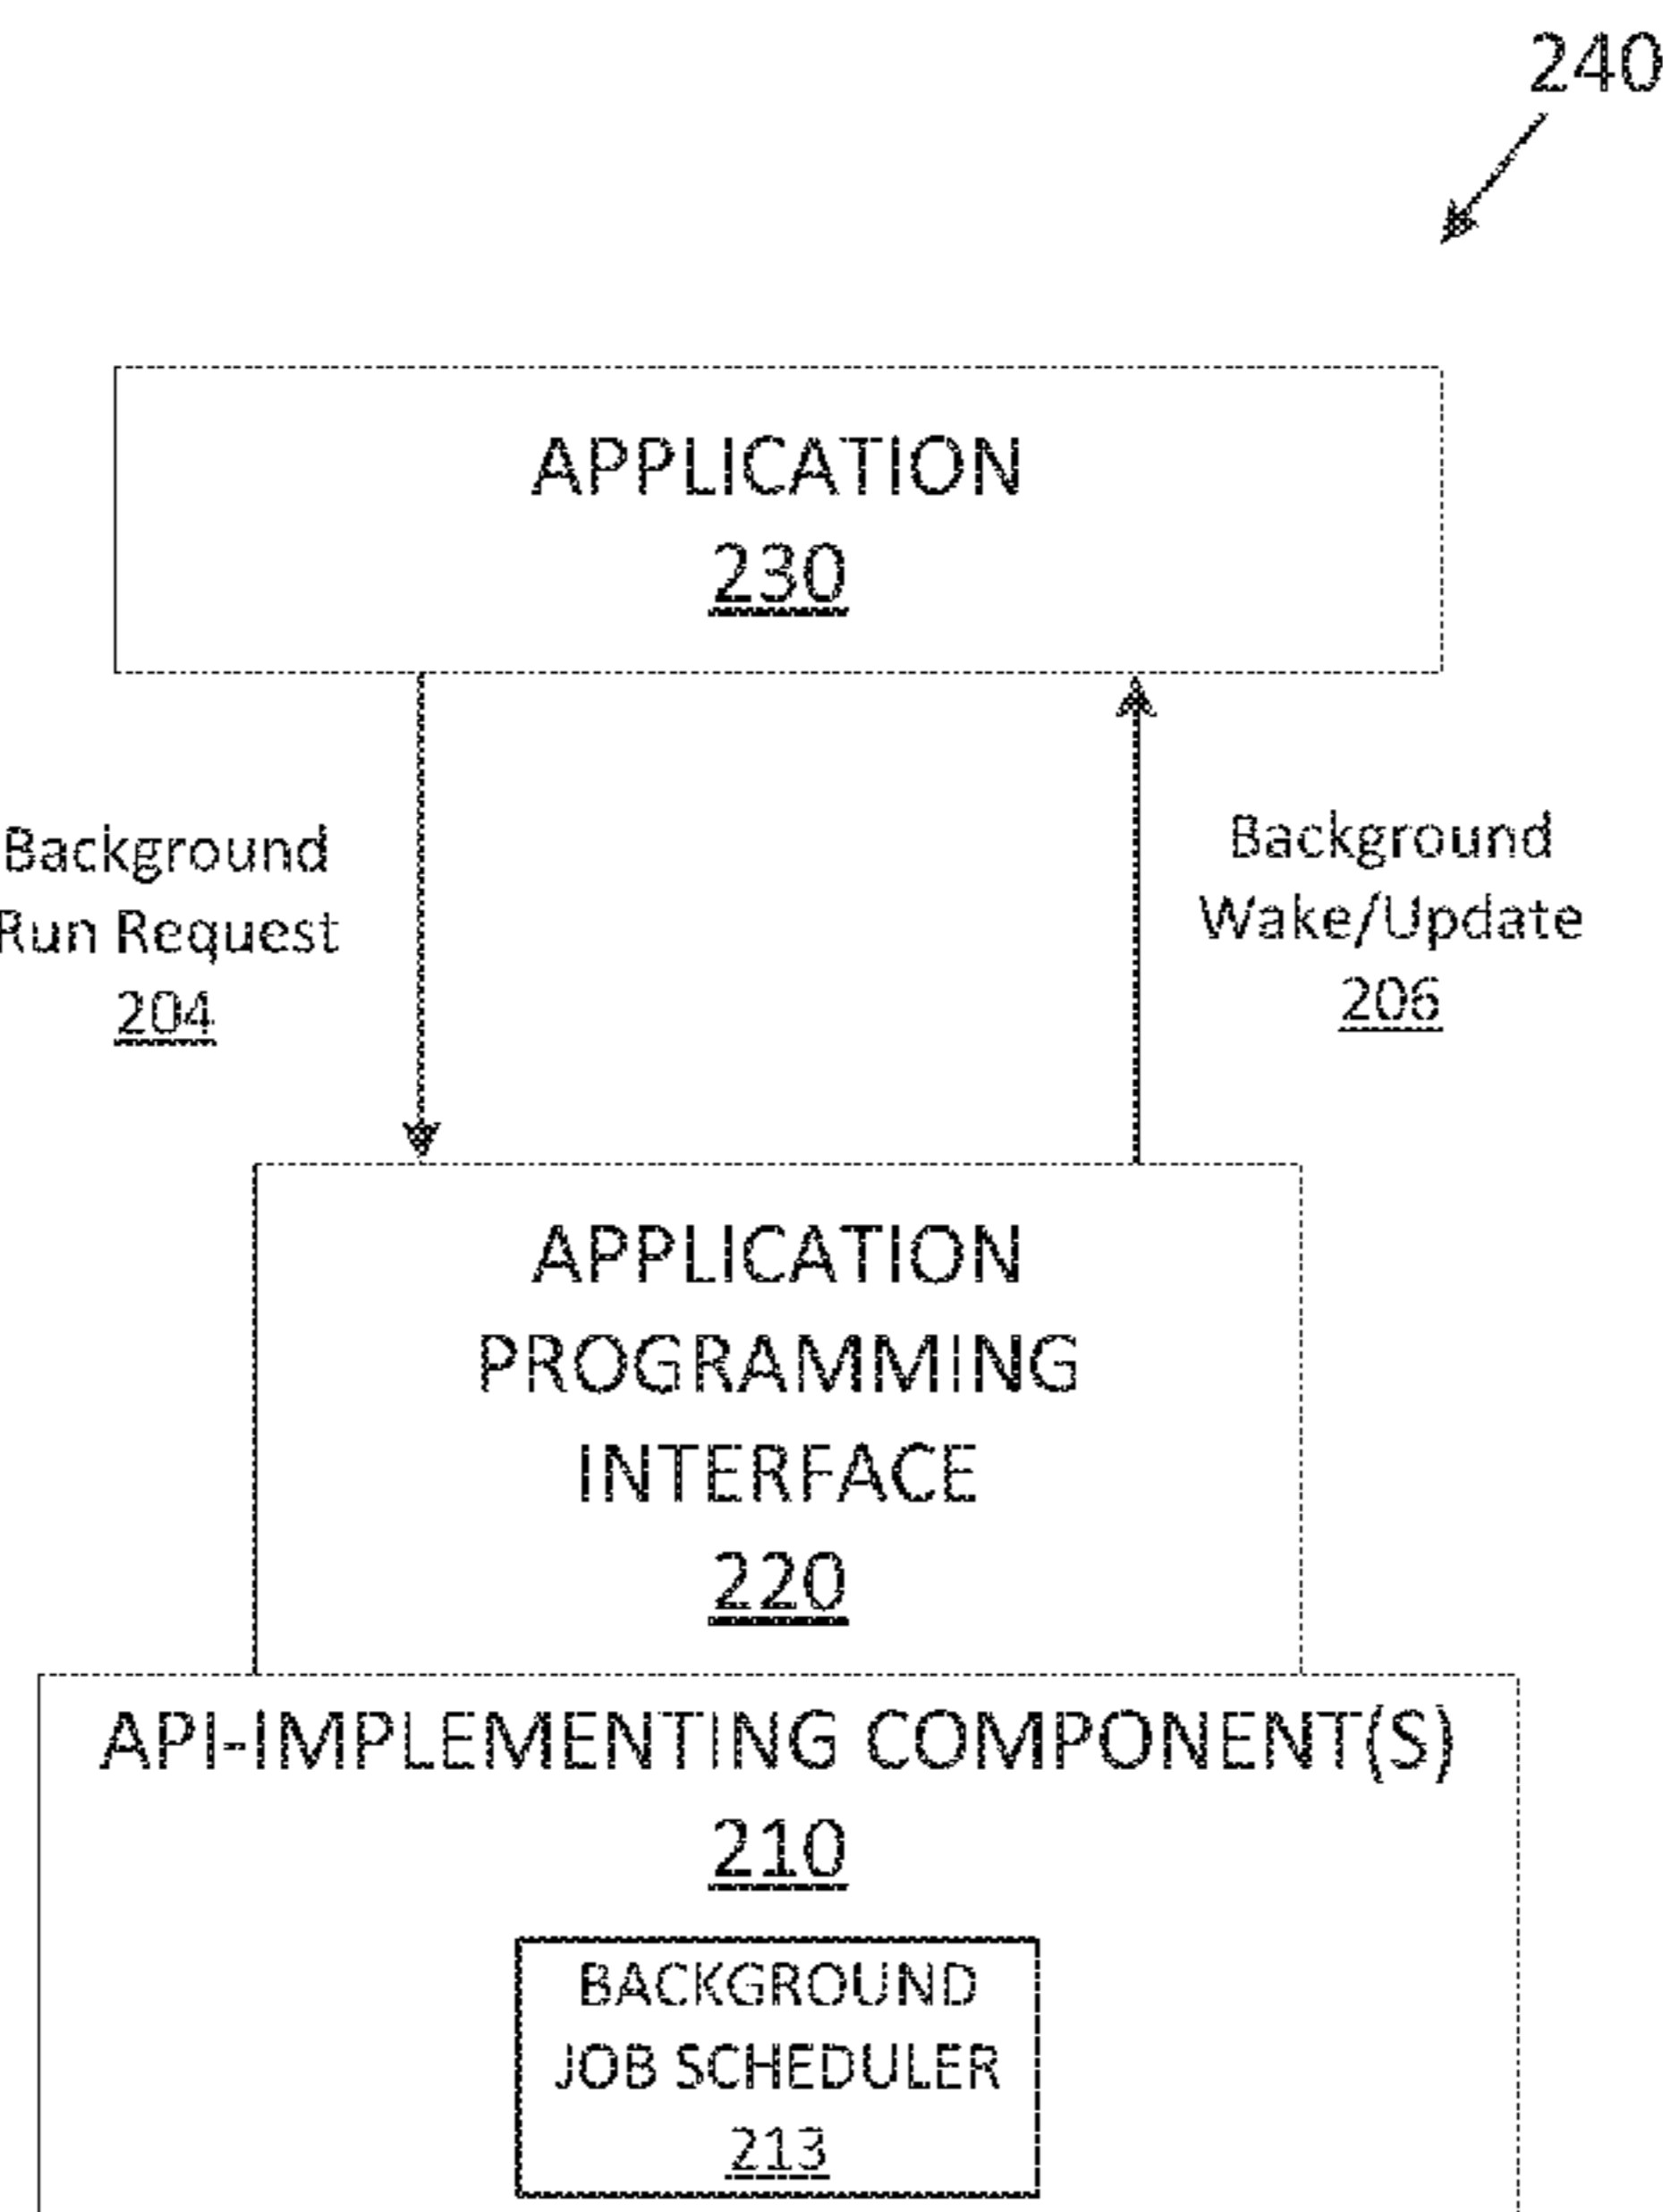 240
APPLICATION
230
Background
Run Request
204
Background
Wake/Update
206
APPLICATION
PROGRAMMING
INTERFACE
220
API-IMPLEMENTING COMPONENT(S)
210
BACKGROUND
JOB SCHEDULER
213